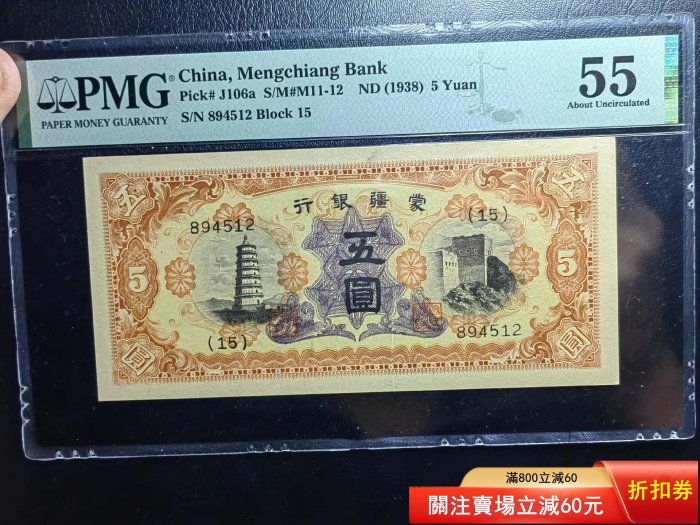 PMG
PAPER MONEY GUARANTY
China, Mengchiang Bank
Pick# J106a S/M#M11-12 ND (1938) 5 Yuan
S/N 894512 Block 15
55
About Uncirculated
五
五
行銀疆蒙
894512
(15)
5
五圓
5
(15)
894512
圓
圓
滿800立減60
關注賣場立減60元
折扣券